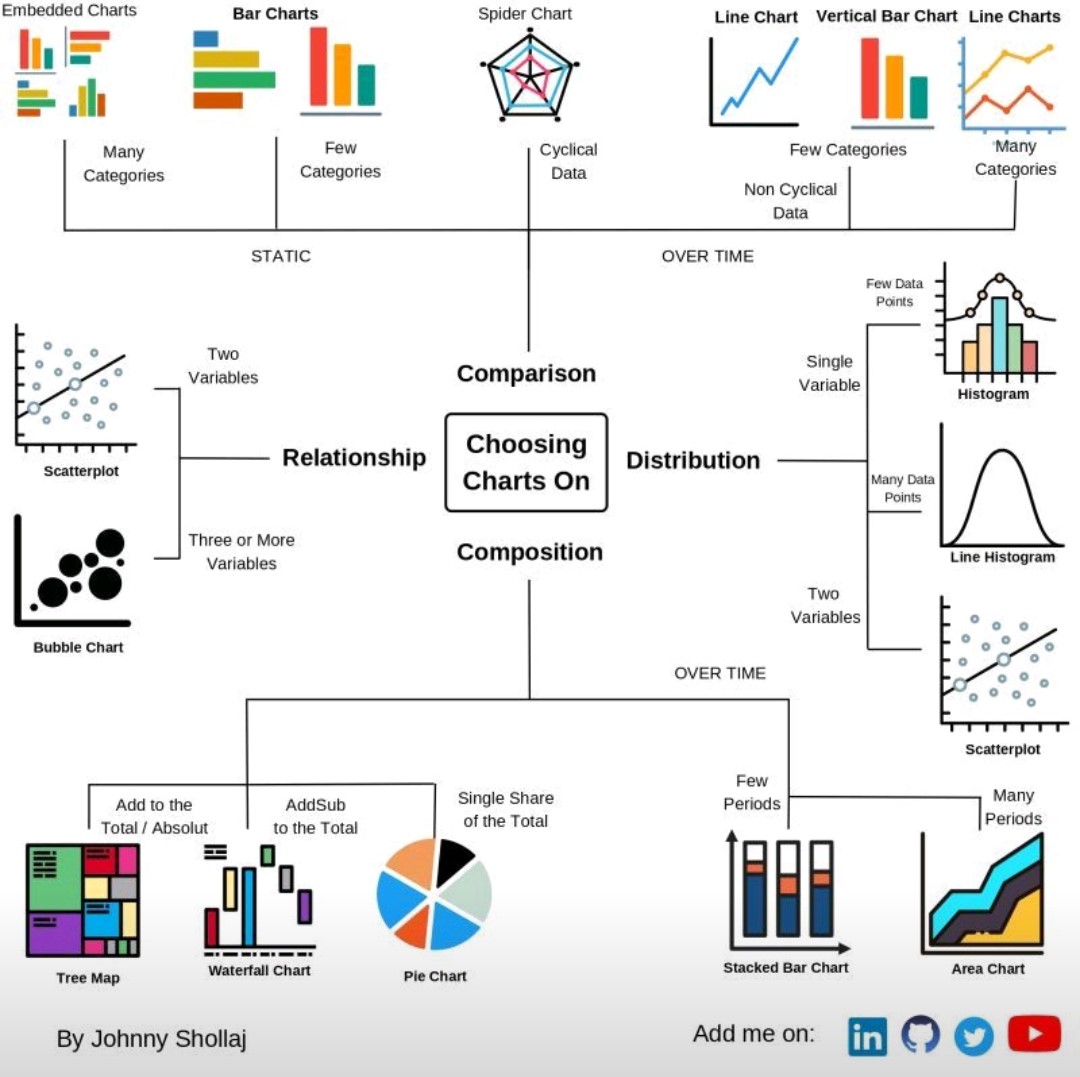 Embedded Charts
Bar Charts
Spider Chart
Line Chart
Vertical Bar Chart
Line Charts
Many
Categories
Few
Categories
Cyclical
Data
Few Categories
Many
Categories
Non Cyclical
Data
STATIC
OVER TIME
Few Data
Points
Single
Variable
Histogram
Two
Variables
Comparison
Scatterplot
Relationship
Choosing
Charts On
Distribution
Many Data
Points
Line Histogram
Three or More
Variables
Composition
Bubble Chart
Two
Variables
Scatterplot
OVER TIME
Add to the
Total / Absolut
AddSub
to the Total
Single Share
of the Total
Few
Periods
Many
Periods
Tree Map
Waterfall Chart
Pie Chart
Stacked Bar Chart
Area Chart
By Johnny Shollaj
Add me on:
in